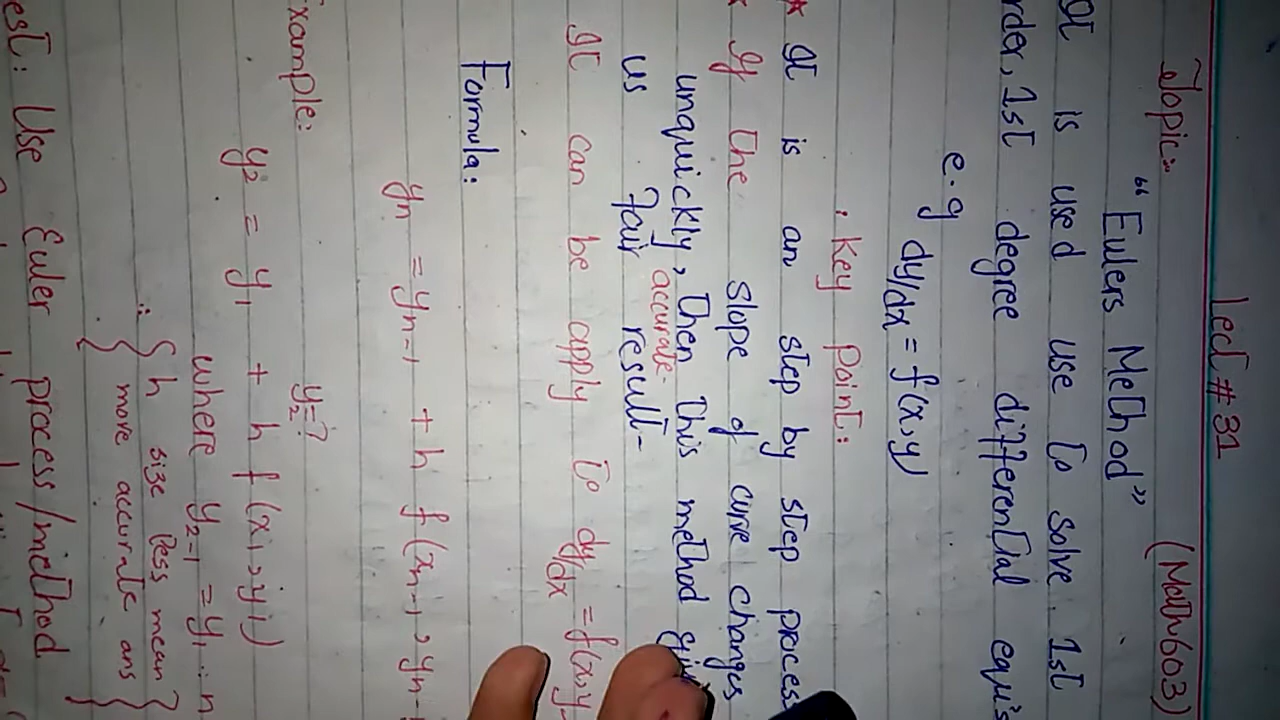 Lect # 31
Topic:- (Math603)
"Eulers Method"
It is used use to solve 1st
rder, 1st degree differential equis
e.g dy/dx = f(x,y)
: Key point:
* It is an step by step process
* If the slope of curve changes
unquickly, then this method giv
us fair accurate result-
It can be apply to dy/dx = f(x,y
Formula:
yn = yn-1 + h f(xn-1, yn-1
Example: y2=?
y2 = y1 + h f(x1, y1)
where y2-1 = y1 ∵ n
∵ { h size less mean }
{ more accurate ans }
est: Use Euler process/method